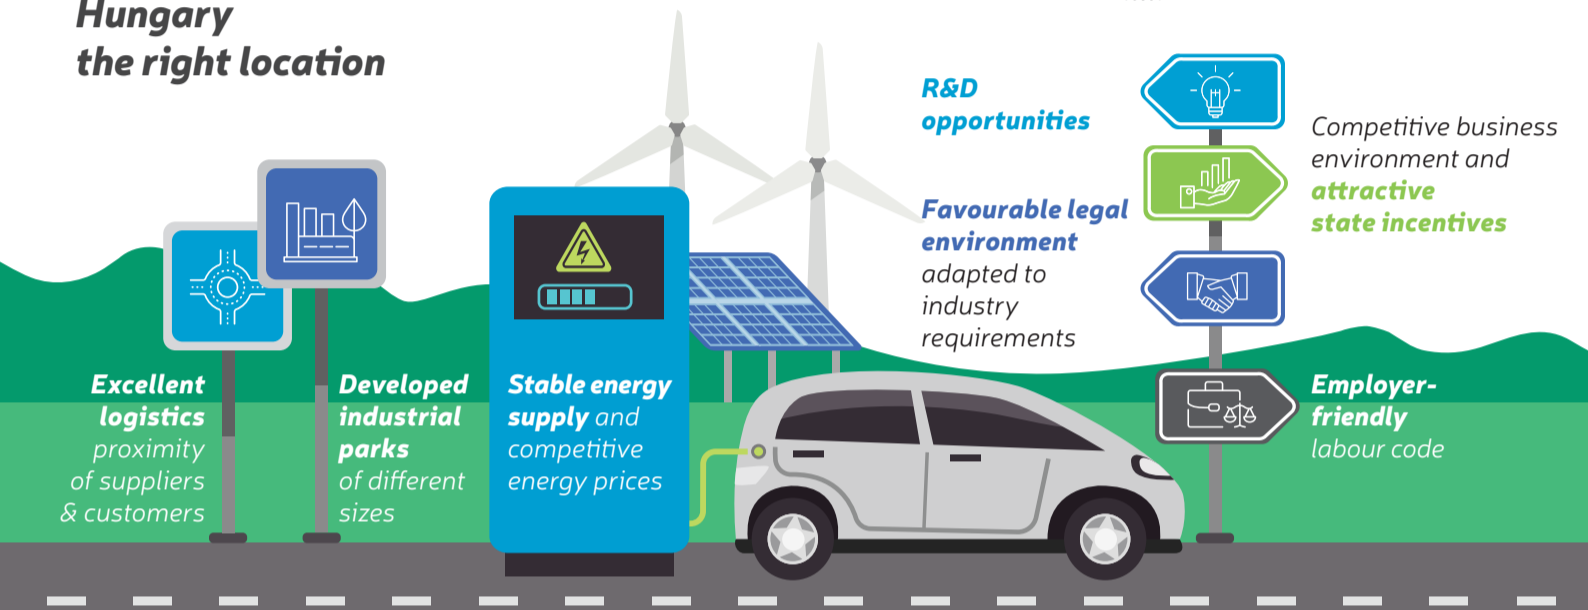 Hungary
the right location
Excellent
logistics
proximity
of suppliers
& customers
Developed
industrial
parks
of different
sizes
Stable energy
supply and
competitive
energy prices
R&D
opportunities
Favourable legal
environment
adapted to
industry
requirements
Competitive business
environment and
attractive
state incentives
Employer-
friendly
labour code